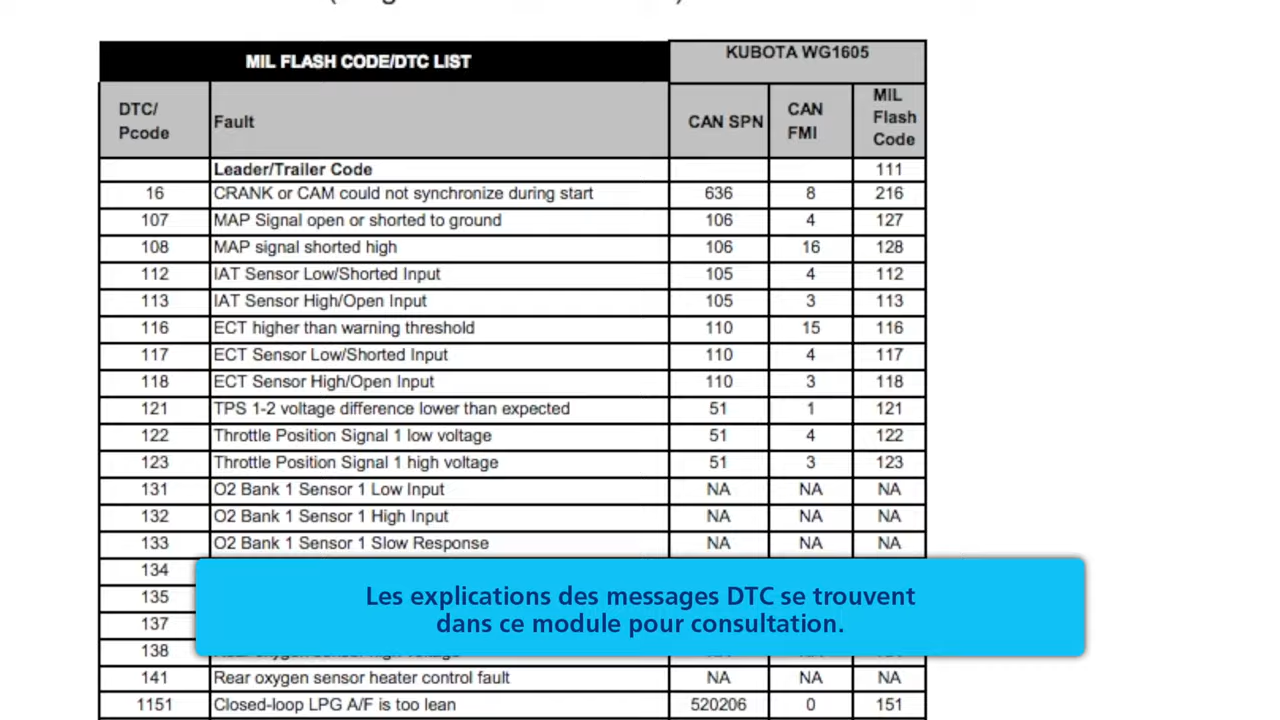 MIL FLASH CODE/DTC LIST KUBOTA WG1605
DTC/ Pcode Fault CAN SPN CAN FMI MIL Flash Code
Leader/Trailer Code 111
16 CRANK or CAM could not synchronize during start 636 8 216
107 MAP Signal open or shorted to ground 106 4 127
108 MAP signal shorted high 106 16 128
112 IAT Sensor Low/Shorted Input 105 4 112
113 IAT Sensor High/Open Input 105 3 113
116 ECT higher than warning threshold 110 15 116
117 ECT Sensor Low/Shorted Input 110 4 117
118 ECT Sensor High/Open Input 110 3 118
121 TPS 1-2 voltage difference lower than expected 51 1 121
122 Throttle Position Signal 1 low voltage 51 4 122
123 Throttle Position Signal 1 high voltage 51 3 123
131 O2 Bank 1 Sensor 1 Low Input NA NA NA
132 O2 Bank 1 Sensor 1 High Input NA NA NA
133 O2 Bank 1 Sensor 1 Slow Response NA NA NA
134
135
137
138
Les explications des messages DTC se trouvent
dans ce module pour consultation.
141 Rear oxygen sensor heater control fault NA NA NA
1151 Closed-loop LPG A/F is too lean 520206 0 151